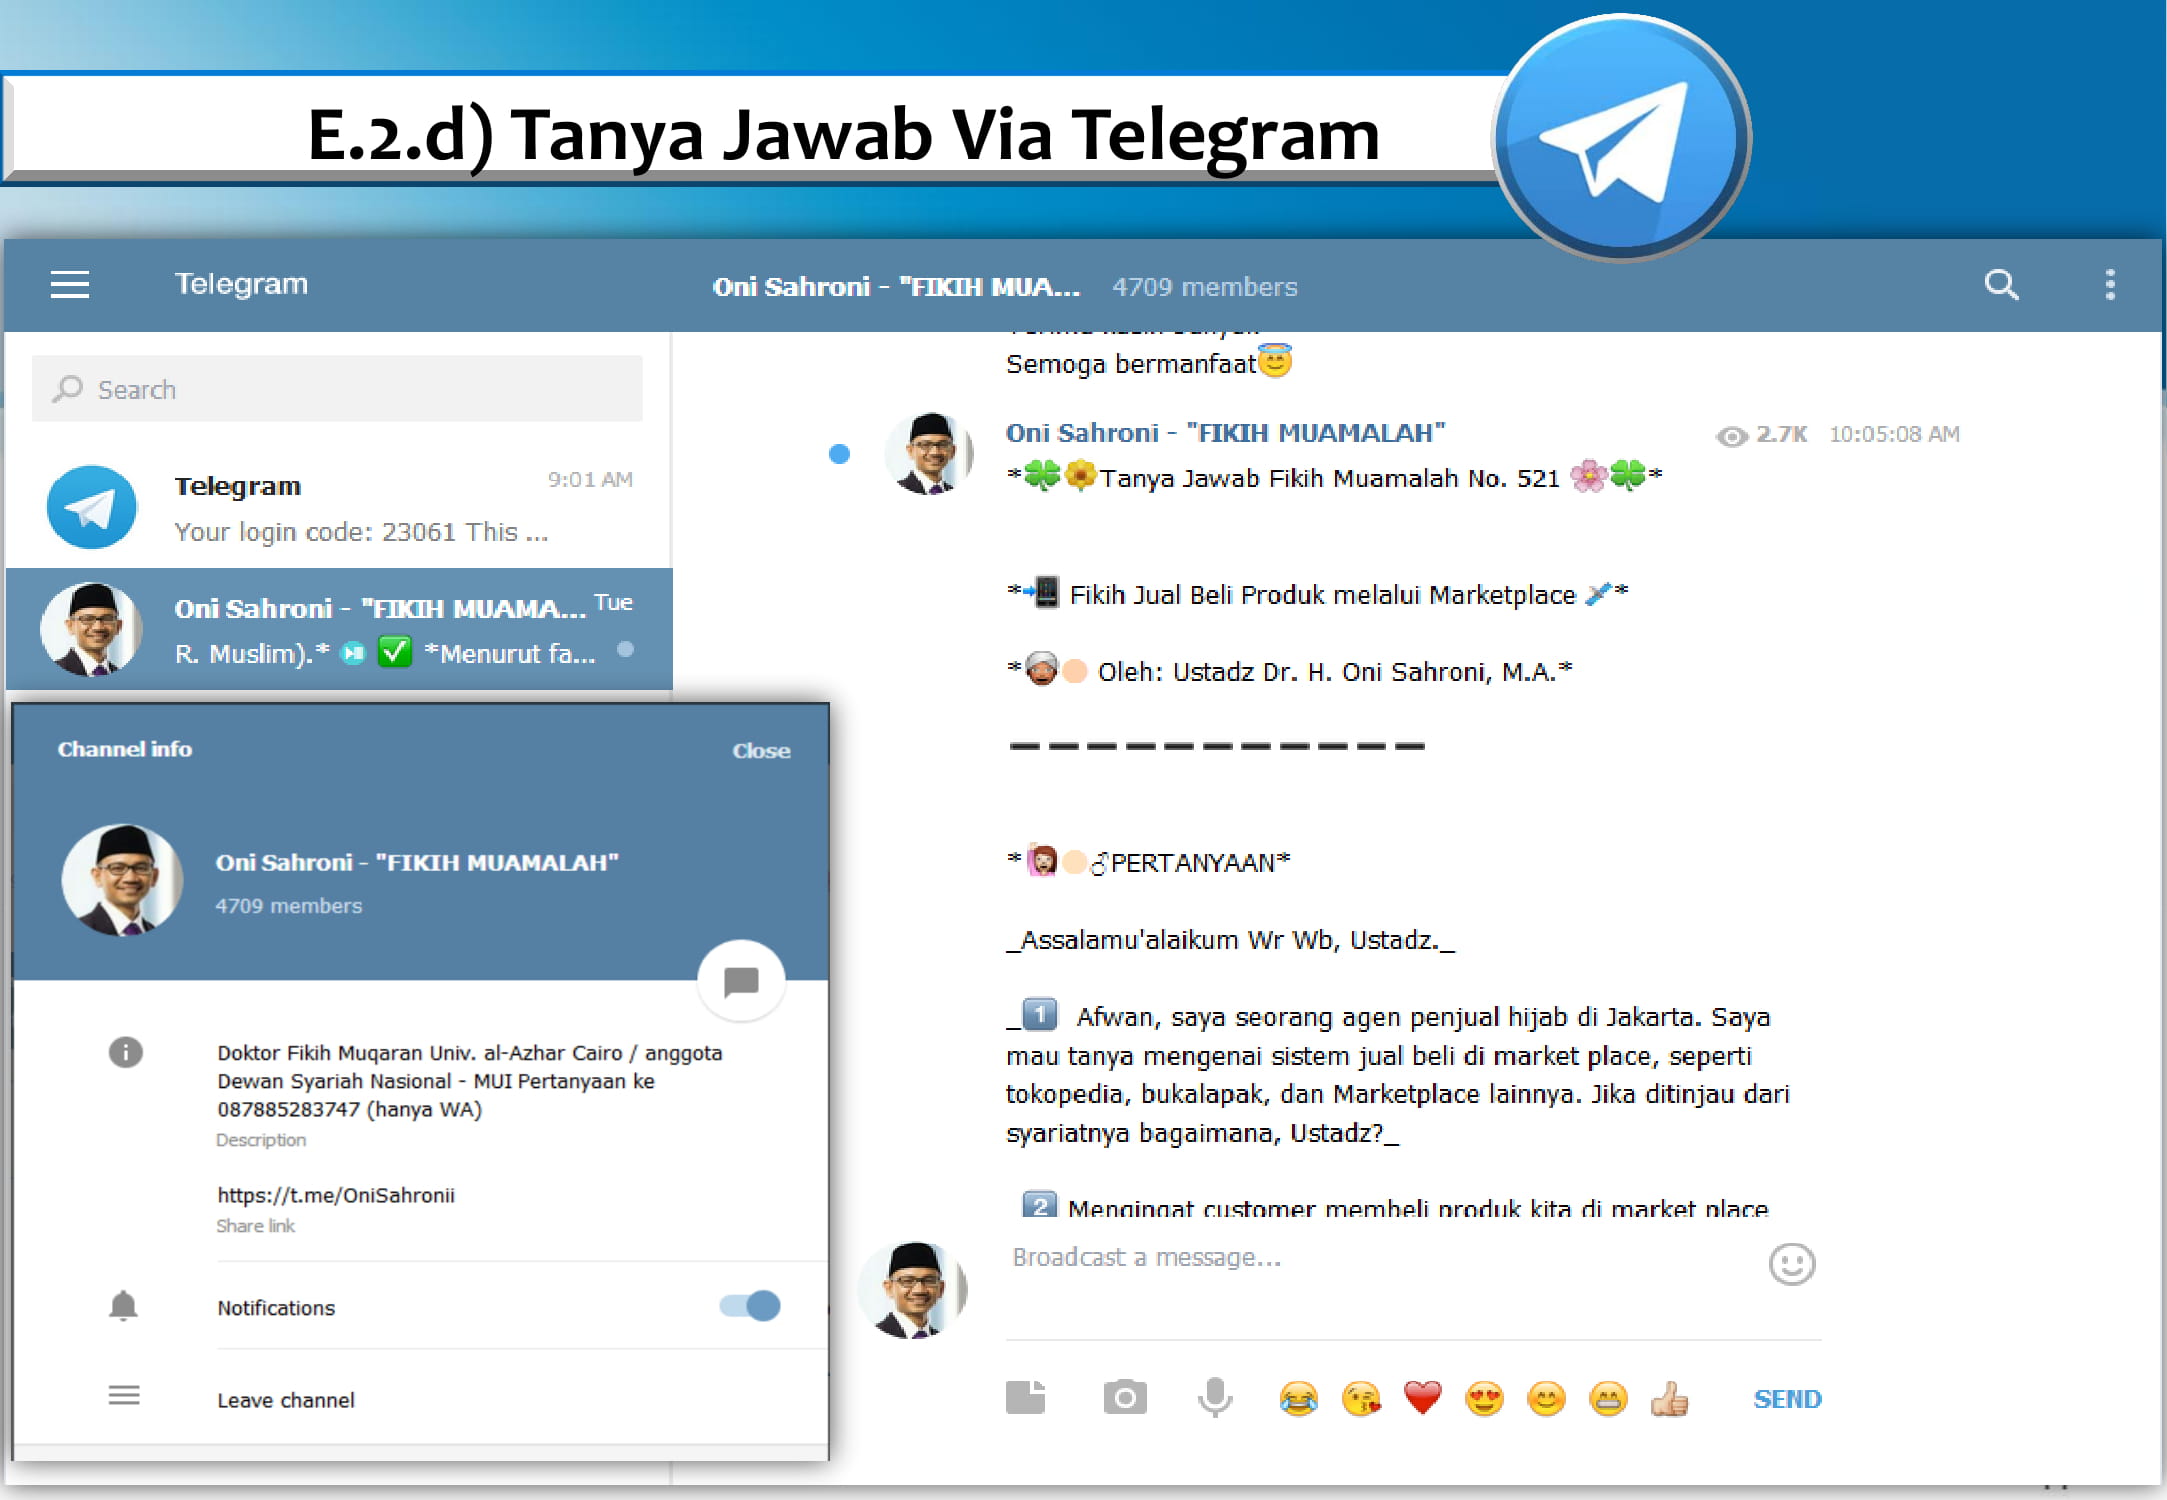 E.2.d) Tanya Jawab Via Telegram
Telegram
Oni Sahroni - "FIKIH MUA... 4709 members
Search
Telegram 9:01 AM
Your login code: 23061 This ...
Oni Sahroni - "FIKIH MUAMA... Tue
R. Muslim).* ⏯ ✅ *Menurut fa...
Channel info Close
Oni Sahroni - "FIKIH MUAMALAH"
4709 members
Doktor Fikih Muqaran Univ. al-Azhar Cairo / anggota
Dewan Syariah Nasional - MUI Pertanyaan ke
087885283747 (hanya WA)
Description
https://t.me/OniSahronii
Share link
Notifications
Leave channel
Semoga bermanfaat😇
Oni Sahroni - "FIKIH MUAMALAH" 2.7K 10:05:08 AM
*🍀🌻Tanya Jawab Fikih Muamalah No. 521 🌸🍀*
*📲 Fikih Jual Beli Produk melalui Marketplace *
*👳 Oleh: Ustadz Dr. H. Oni Sahroni, M.A.*
➖➖➖➖➖➖➖➖➖➖➖
*🙋♂PERTANYAAN*
_Assalamu'alaikum Wr Wb, Ustadz._
_1️⃣ Afwan, saya seorang agen penjual hijab di Jakarta. Saya
mau tanya mengenai sistem jual beli di market place, seperti
tokopedia, bukalapak, dan Marketplace lainnya. Jika ditinjau dari
syariatnya bagaimana, Ustadz?_
2️⃣ Mengingat customer membeli produk kita di market place
Broadcast a message...
SEND